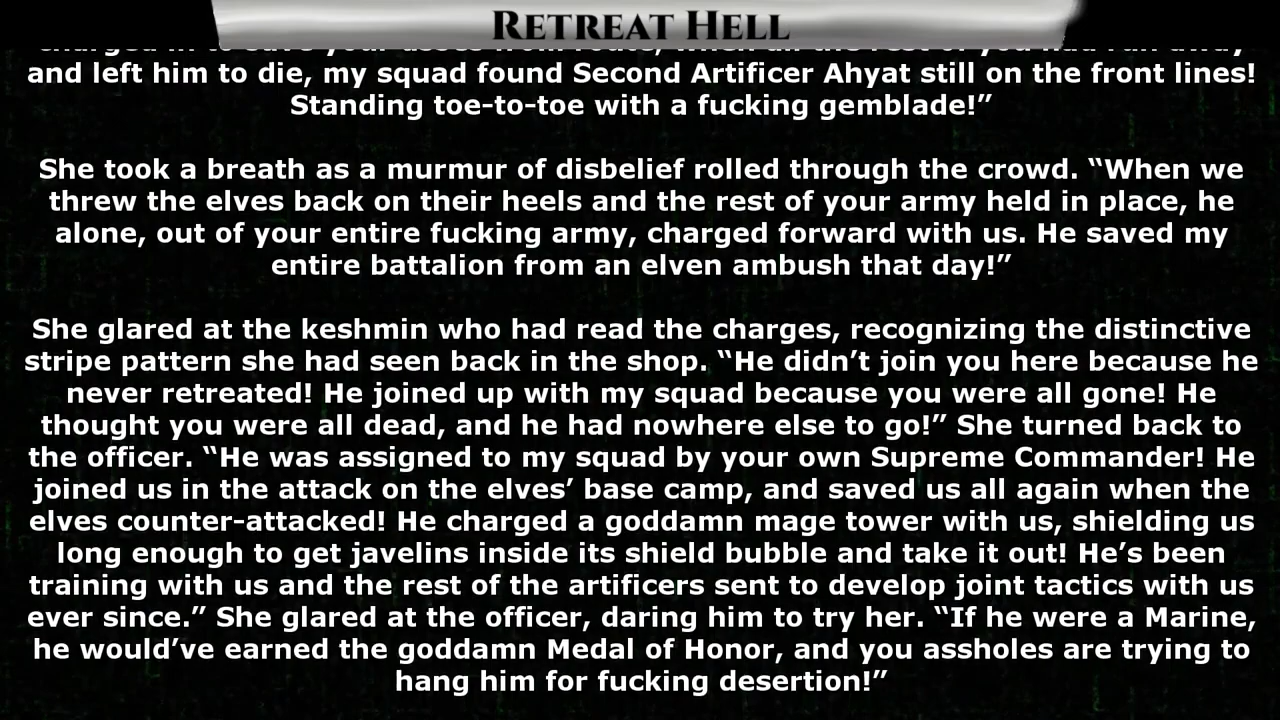 Retreat Hell
and left him to die, my squad found Second Artificer Ahyat still on the front lines!
Standing toe-to-toe with a fucking gemblade!”
She took a breath as a murmur of disbelief rolled through the crowd. “When we
threw the elves back on their heels and the rest of your army held in place, he
alone, out of your entire fucking army, charged forward with us. He saved my
entire battalion from an elven ambush that day!”
She glared at the keshmin who had read the charges, recognizing the distinctive
stripe pattern she had seen back in the shop. “He didn’t join you here because he
never retreated! He joined up with my squad because you were all gone! He
thought you were all dead, and he had nowhere else to go!” She turned back to
the officer. “He was assigned to my squad by your own Supreme Commander! He
joined us in the attack on the elves’ base camp, and saved us all again when the
elves counter-attacked! He charged a goddamn mage tower with us, shielding us
long enough to get javelins inside its shield bubble and take it out! He’s been
training with us and the rest of the artificers sent to develop joint tactics with us
ever since.” She glared at the officer, daring him to try her. “If he were a Marine,
he would’ve earned the goddamn Medal of Honor, and you assholes are trying to
hang him for fucking desertion!”